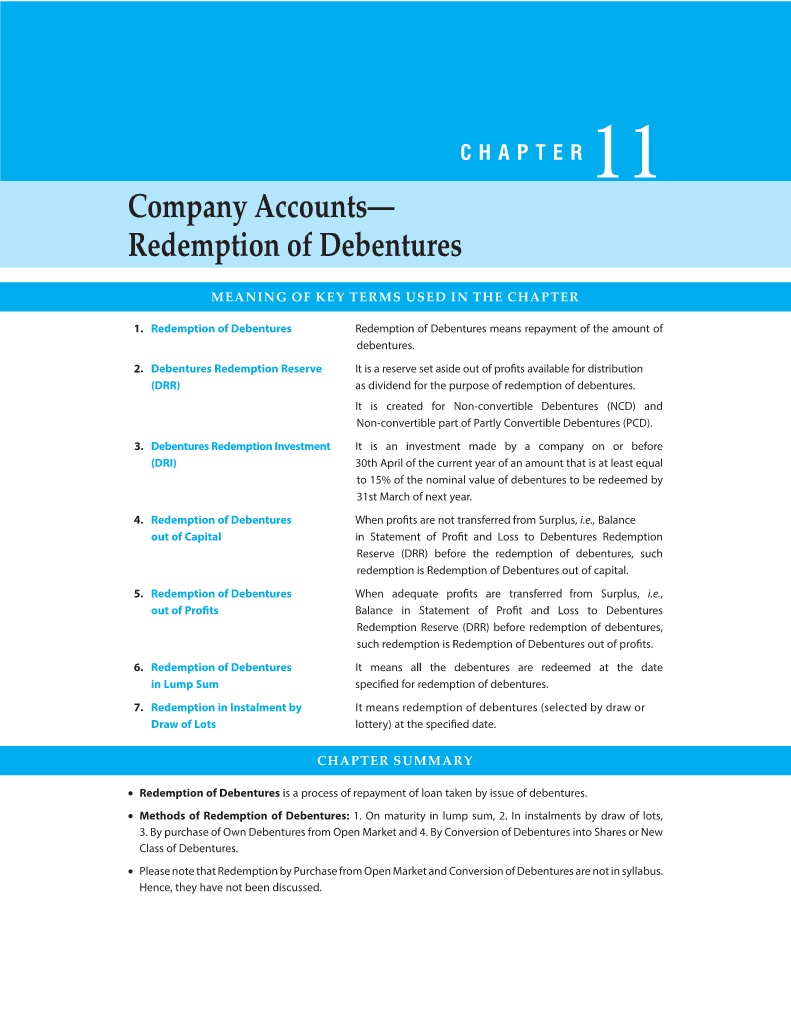 CHAPTER 11
Company Accounts—
Redemption of Debentures
MEANING OF KEY TERMS USED IN THE CHAPTER
1. Redemption of Debentures Redemption of Debentures means repayment of the amount of
debentures.
2. Debentures Redemption Reserve It is a reserve set aside out of profits available for distribution
(DRR) as dividend for the purpose of redemption of debentures.
It is created for Non-convertible Debentures (NCD) and
Non-convertible part of Partly Convertible Debentures (PCD).
3. Debentures Redemption Investment It is an investment made by a company on or before
(DRI) 30th April of the current year of an amount that is at least equal
to 15% of the nominal value of debentures to be redeemed by
31st March of next year.
4. Redemption of Debentures When profits are not transferred from Surplus, i.e., Balance
out of Capital in Statement of Profit and Loss to Debentures Redemption
Reserve (DRR) before the redemption of debentures, such
redemption is Redemption of Debentures out of capital.
5. Redemption of Debentures When adequate profits are transferred from Surplus, i.e.,
out of Profits Balance in Statement of Profit and Loss to Debentures
Redemption Reserve (DRR) before redemption of debentures,
such redemption is Redemption of Debentures out of profits.
6. Redemption of Debentures It means all the debentures are redeemed at the date
in Lump Sum specified for redemption of debentures.
7. Redemption in Instalment by It means redemption of debentures (selected by draw or
Draw of Lots lottery) at the specified date.
CHAPTER SUMMARY
• Redemption of Debentures is a process of repayment of loan taken by issue of debentures.
• Methods of Redemption of Debentures: 1. On maturity in lump sum, 2. In instalments by draw of lots,
3. By purchase of Own Debentures from Open Market and 4. By Conversion of Debentures into Shares or New
Class of Debentures.
• Please note that Redemption by Purchase from Open Market and Conversion of Debentures are not in syllabus.
Hence, they have not been discussed.